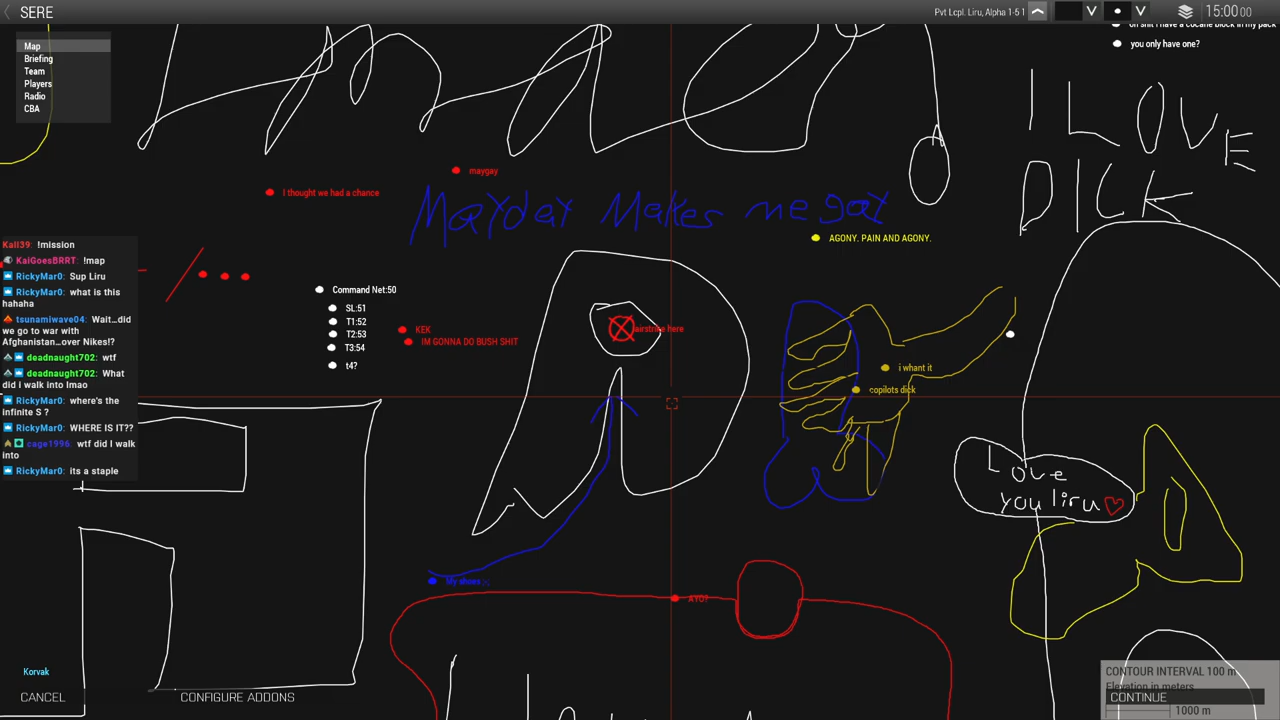 SERE
Pvt Lcpl. Liru, Alpha 1-5 1
15:00:00
Map
Briefing
Team
Players
Radio
CBA
you only have one?
I LOVE
DICK
maygay
I thought we had a chance
Mayday Makes me gay
AGONY. PAIN AND AGONY.
Kali39: !mission
KaiGoesBRRT: !map
RickyMar0: Sup Liru
RickyMar0: what is this
hahaha
tsunamiwave04: Wait...did
we go to war with
Afghanistan...over Nikes!?
deadnaught702: wtf
deadnaught702: What
did I walk into lmao
RickyMar0: where's the
infinite S ?
RickyMar0: WHERE IS IT??
cage1996: wtf did I walk
into
RickyMar0: its a staple
Command Net:50
SL:51
T1:52
T2:53
T3:54
t4?
KEK
IM GONNA DO BUSH SHIT
airstrike here
i whant it
copilots dick
Love
you liru
My shoes ;-;
AYO?
Korvak
CANCEL
CONFIGURE ADDONS
CONTOUR INTERVAL 100 m
Elevation in meters
CONTINUE
1000 m